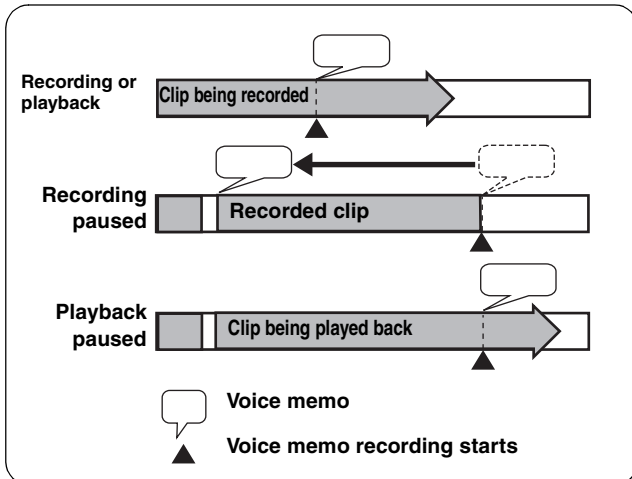 Recording or
playback
Clip being recorded
Recording
paused
Recorded clip
Playback
paused
Clip being played back
Voice memo
Voice memo recording starts